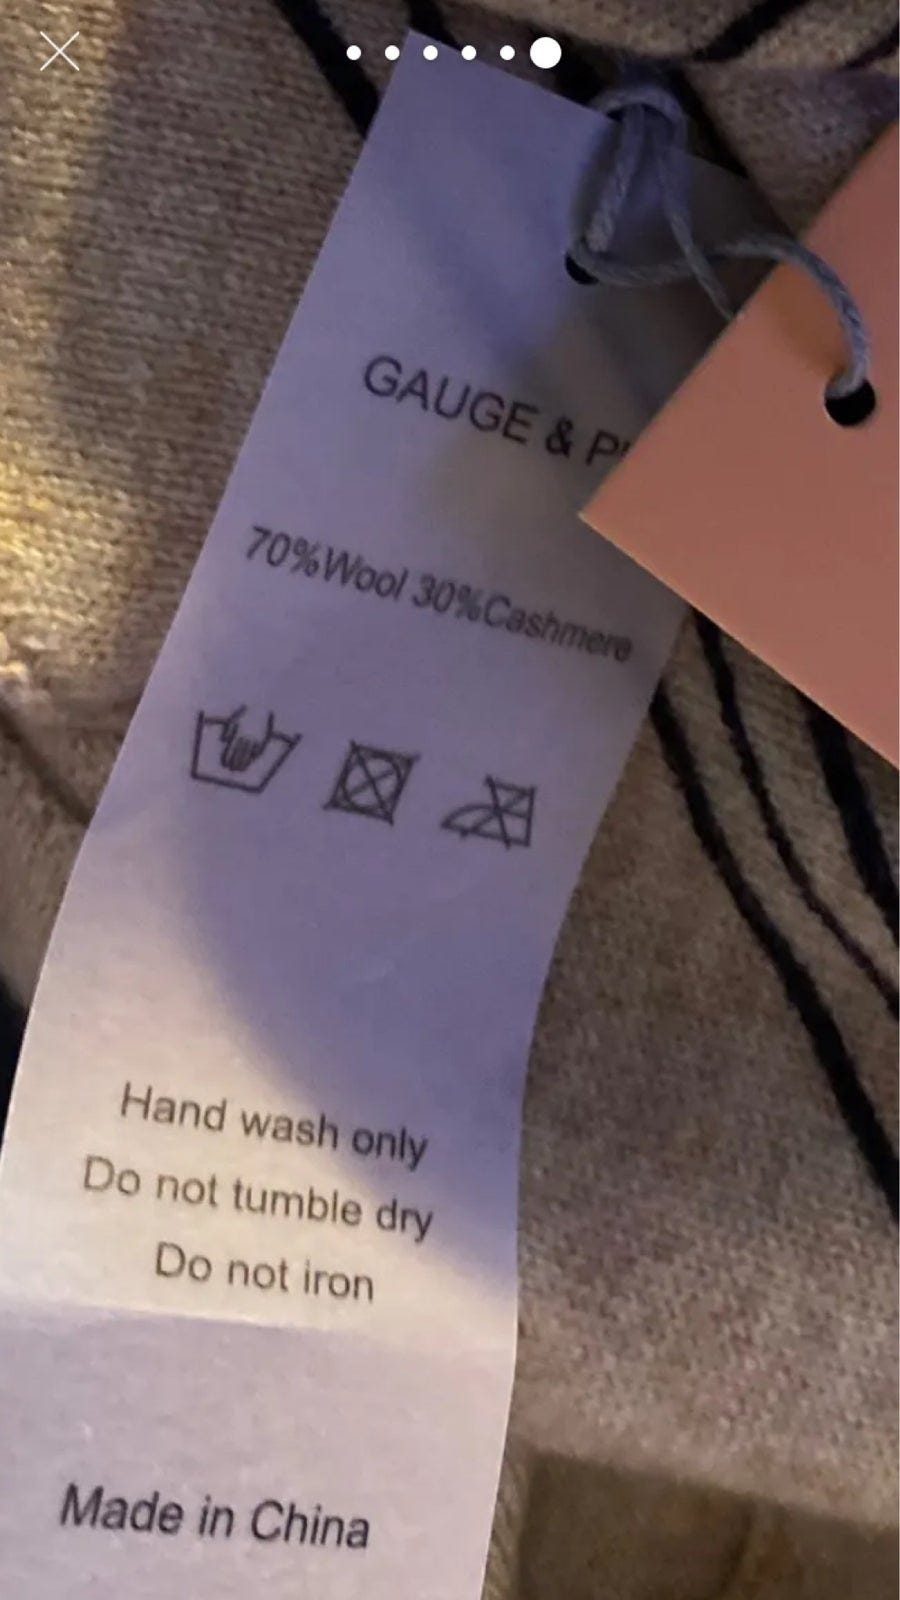 GAUGE &
70%Wool 30%Cashmere
Hand wash only
Do not tumble dry
Do not iron
Made in China